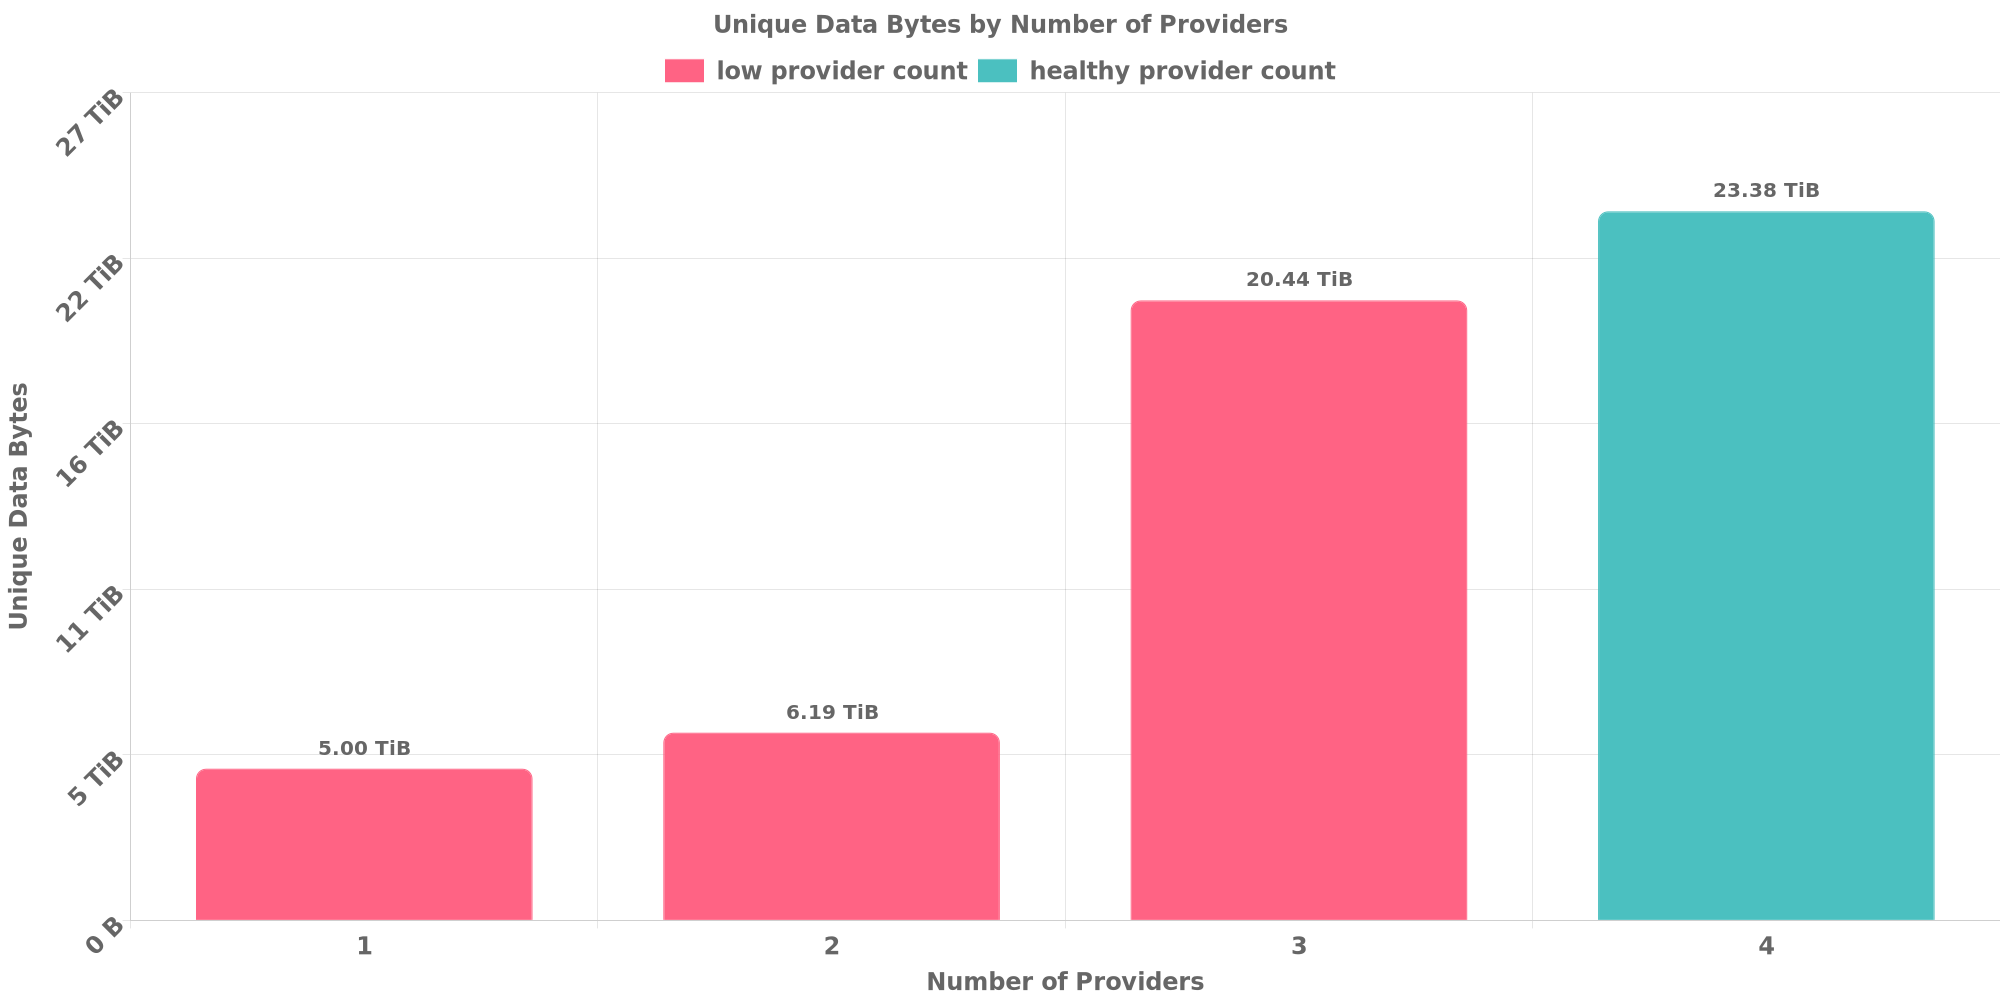 Unique Data Bytes by Number of Providers
low provider count healthy provider count
27 TiB
22 TiB
16 TiB
11 TiB
5 TiB
0 B
Unique Data Bytes
5.00 TiB
6.19 TiB
20.44 TiB
23.38 TiB
1 2 3 4
Number of Providers